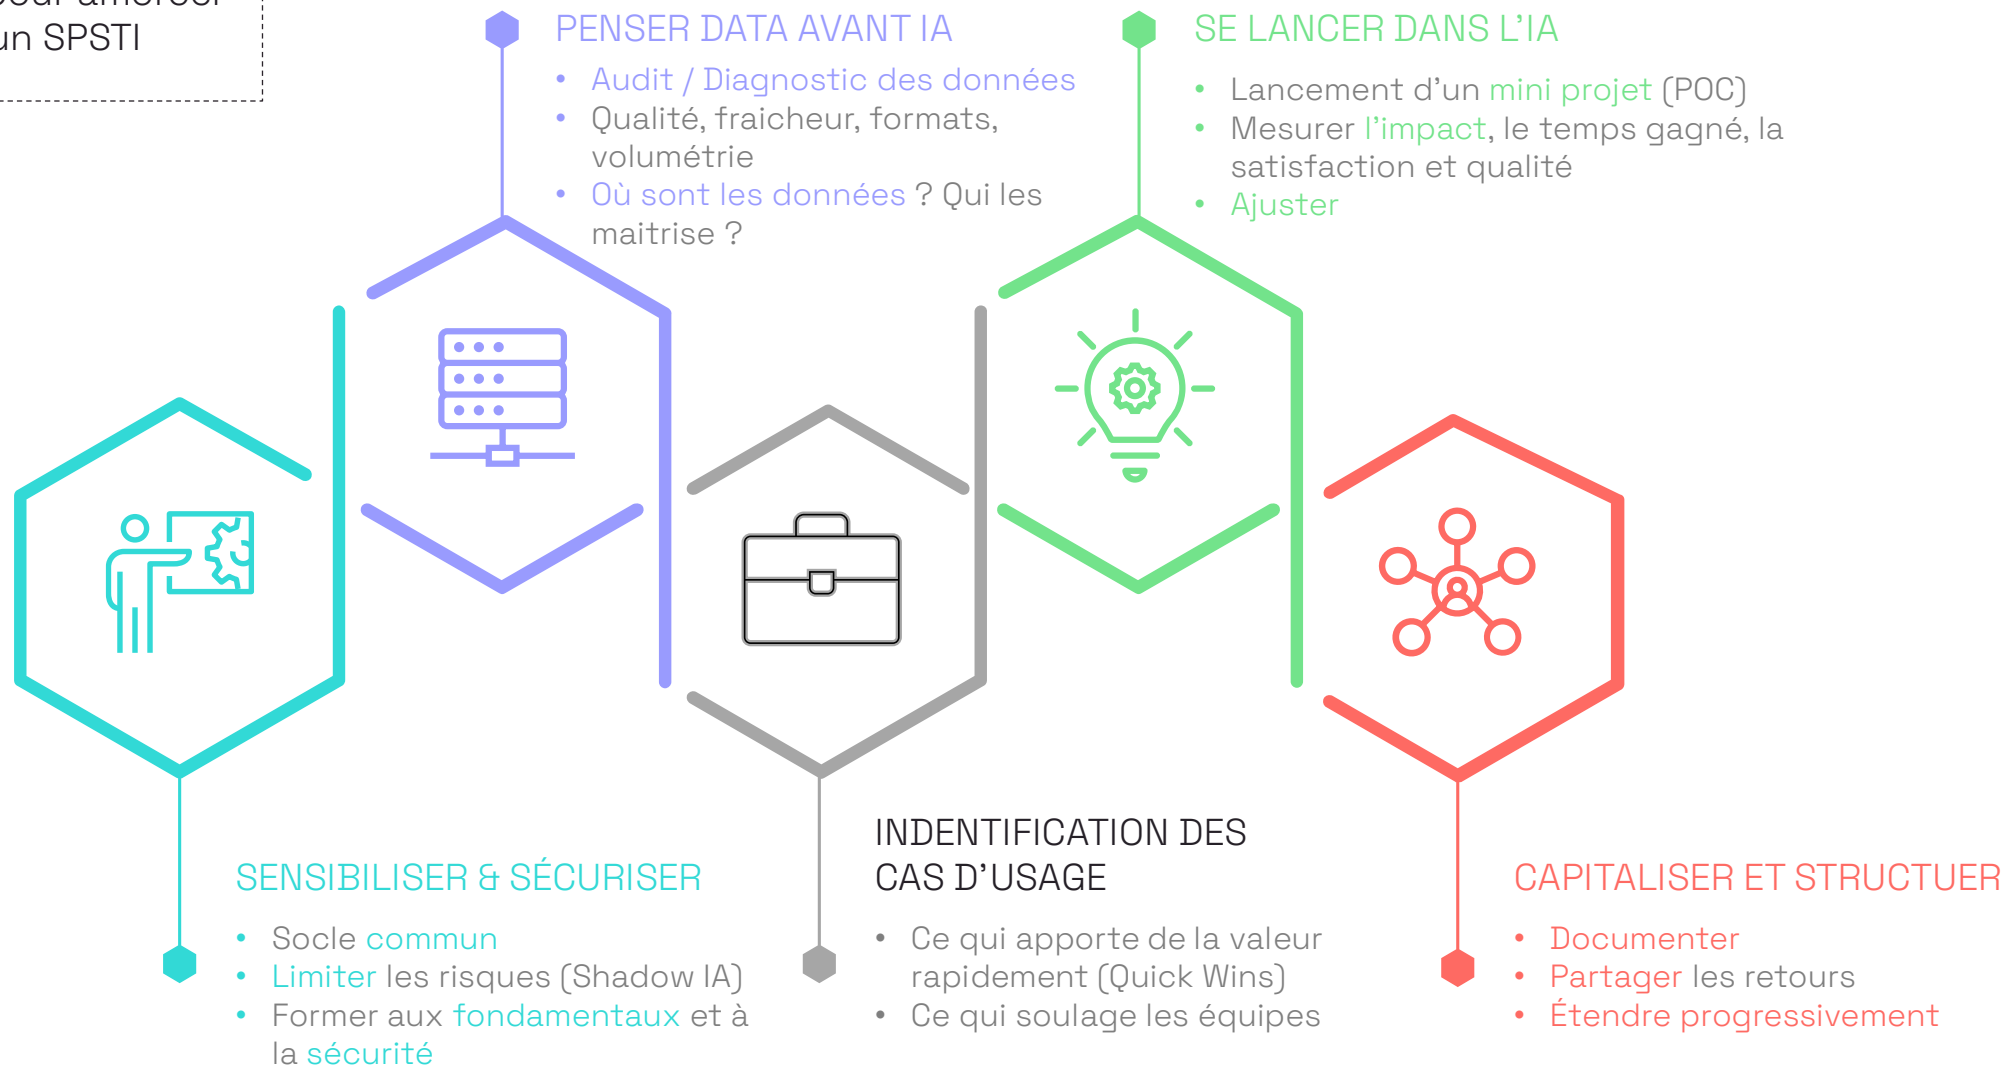 un SPSTI
PENSER DATA AVANT IA
• Audit / Diagnostic des données
• Qualité, fraicheur, formats,
volumétrie
• Où sont les données ? Qui les
maitrise ?
SE LANCER DANS L'IA
• Lancement d'un mini projet (POC)
• Mesurer l'impact, le temps gagné, la
satisfaction et qualité
• Ajuster
SENSIBILISER & SÉCURISER
• Socle commun
• Limiter les risques (Shadow IA)
• Former aux fondamentaux et à
la sécurité
INDENTIFICATION DES
CAS D'USAGE
• Ce qui apporte de la valeur
rapidement (Quick Wins)
• Ce qui soulage les équipes
CAPITALISER ET STRUCTUER
• Documenter
• Partager les retours
• Étendre progressivement